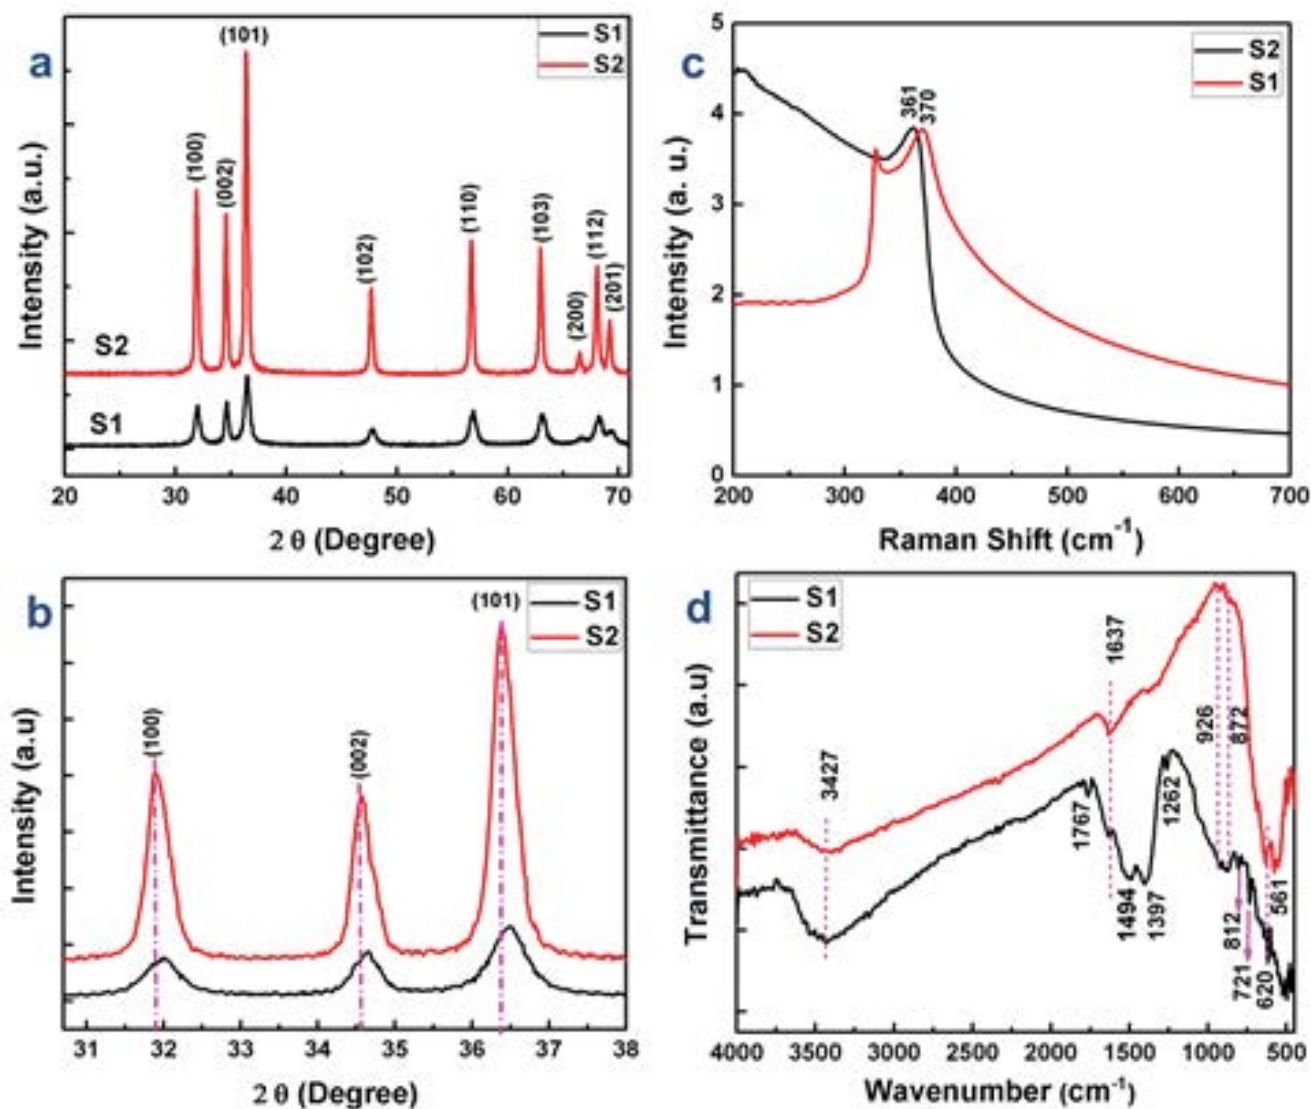 a
S1
S2
(100)
(002)
(101)
(102)
(110)
(103)
(200)
(112)
(201)
S2
S1
Intensity (a.u.)
20 30 40 50 60 70
2 θ (Degree)
c
S2
S1
361
370
5
4
3
2
1
0
Intensity (a. u.)
200 300 400 500 600 700
Raman Shift (cm⁻¹)
b
S1
S2
(100)
(002)
(101)
Intensity (a.u)
31 32 33 34 35 36 37 38
2 θ (Degree)
d
S1
S2
3427
1767
1637
1494
1397
1262
926
872
812
721
620
561
Transmittance (a.u)
4000 3500 3000 2500 2000 1500 1000 500
Wavenumber (cm⁻¹)